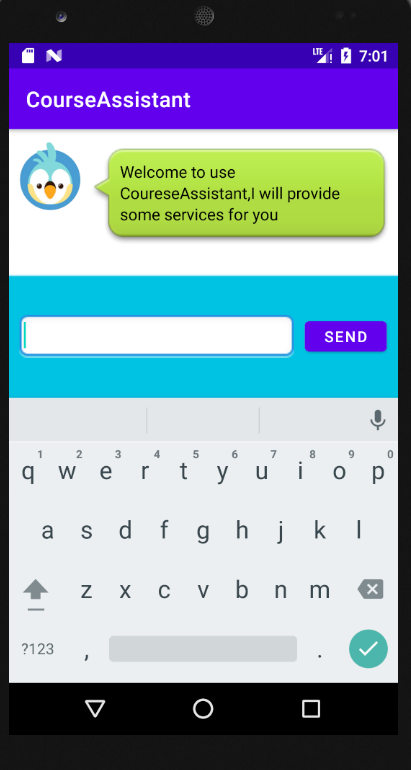 LTE 7:01
CourseAssistant
Welcome to use
CoureseAssistant,I will provide
some services for you
SEND
1 2 3 4 5 6 7 8 9 0
q w e r t y u i o p
a s d f g h j k l
z x c v b n m
?123 , .